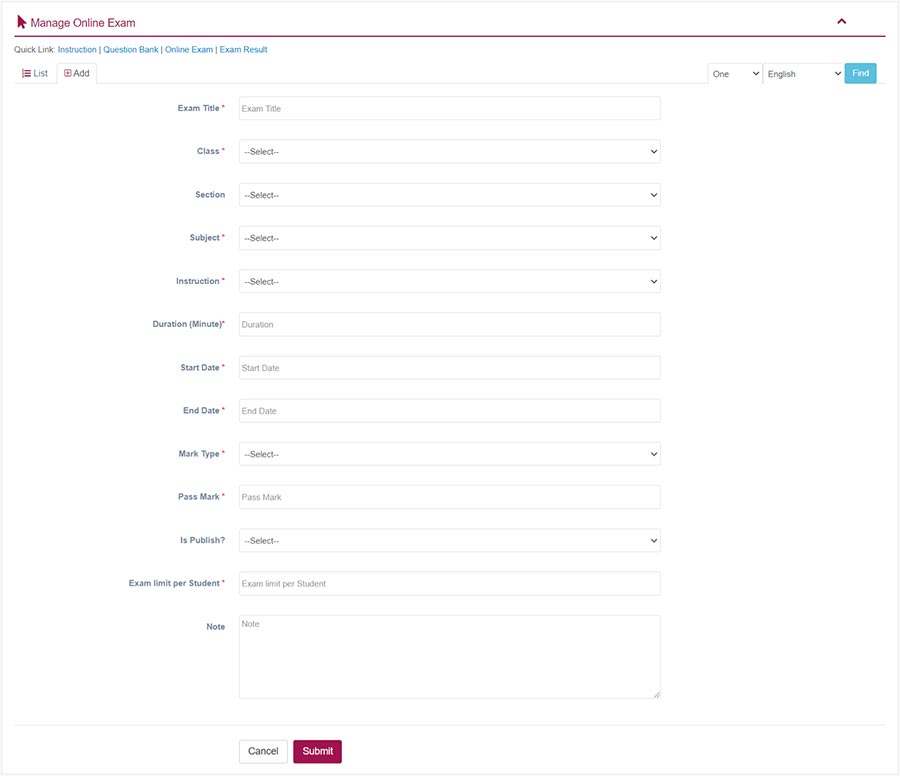 Manage Online Exam
Quick Link: Instruction | Question Bank | Online Exam | Exam Result
List Add One English Find
Exam Title * Exam Title
Class * --Select--
Section --Select--
Subject * --Select--
Instruction * --Select--
Duration (Minute)* Duration
Start Date * Start Date
End Date * End Date
Mark Type * --Select--
Pass Mark * Pass Mark
Is Publish? --Select--
Exam limit per Student * Exam limit per Student
Note Note
Cancel Submit